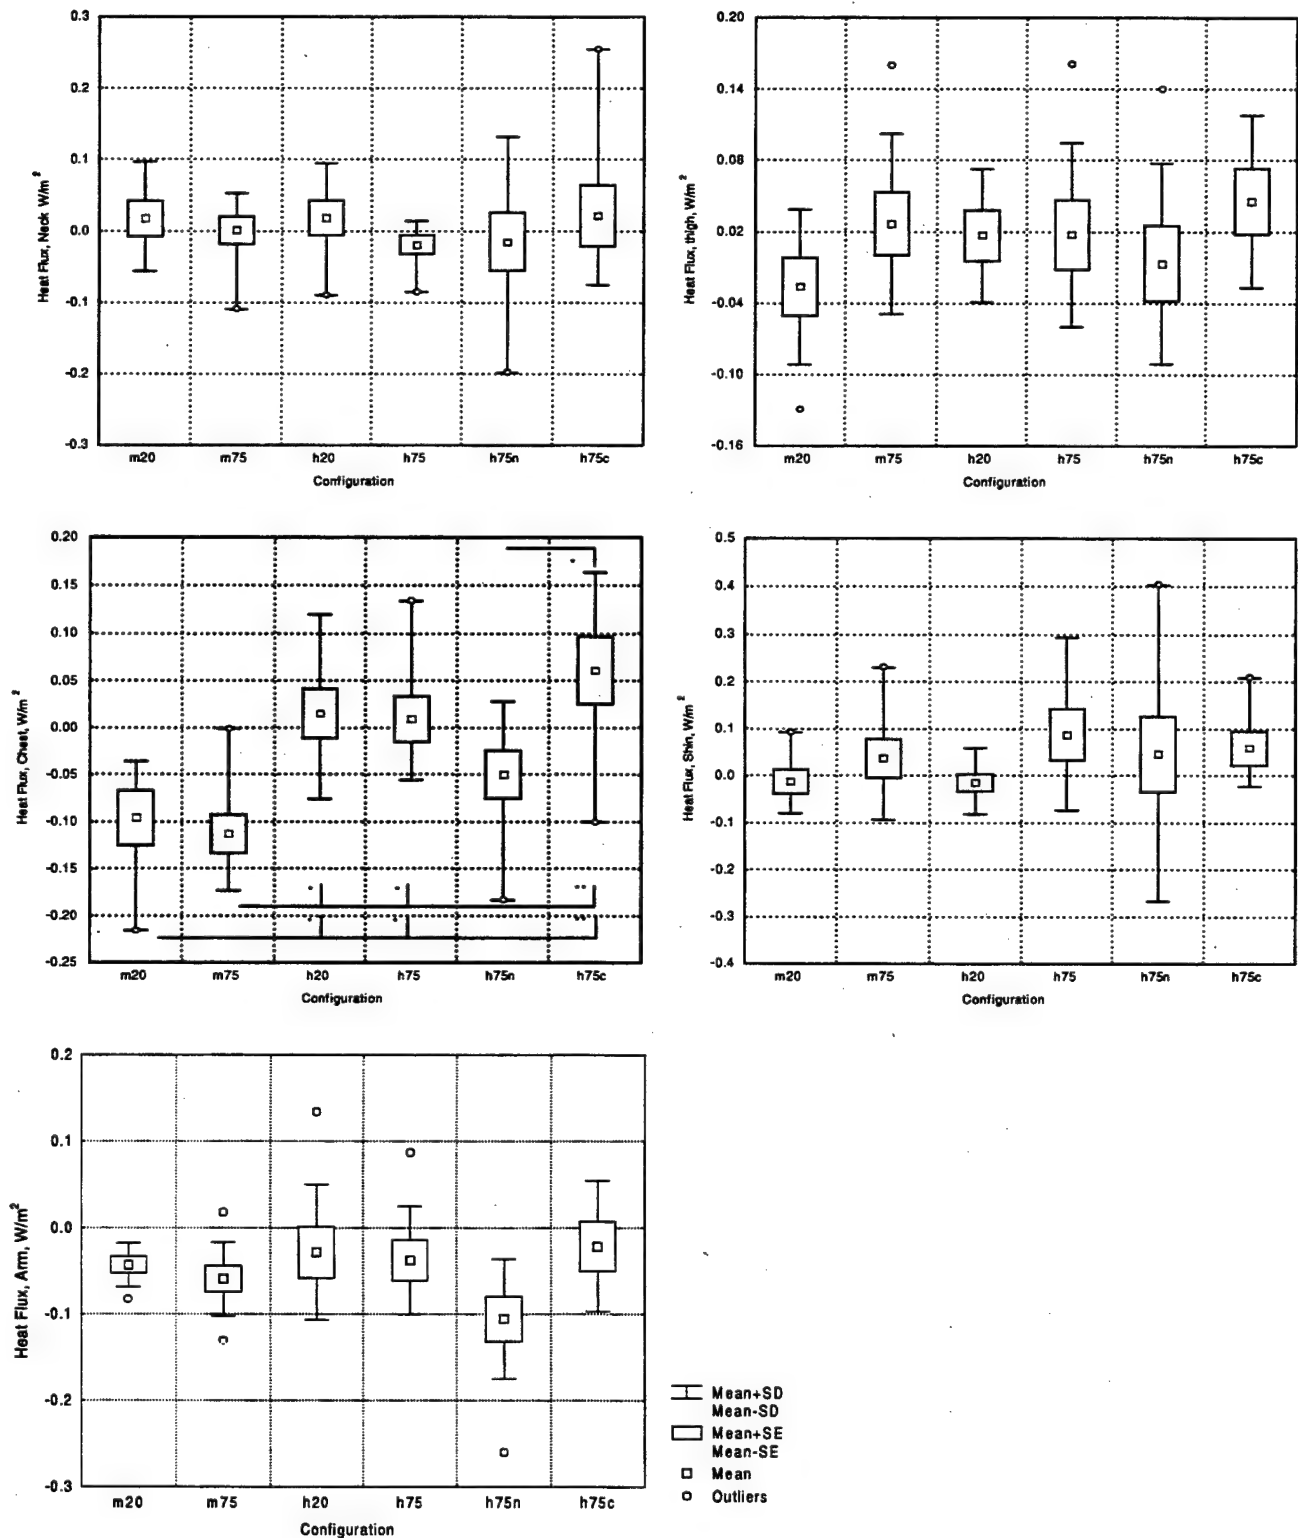 0.3
0.2
0.1
0.0
-0.1
-0.2
-0.3
Heat Flux, Neck W/m²
m20 m75 h20 h75 h75n h75c
Configuration
0.20
0.14
0.08
0.02
-0.04
-0.10
-0.16
Heat Flux, thigh, W/m²
m20 m75 h20 h75 h75n h75c
Configuration
0.20
0.15
0.10
0.05
0.00
-0.05
-0.10
-0.15
-0.20
-0.25
Heat Flux, Chest, W/m²
m20 m75 h20 h75 h75n h75c
Configuration
0.5
0.4
0.3
0.2
0.1
0.0
-0.1
-0.2
-0.3
-0.4
Heat Flux, Shin, W/m²
m20 m75 h20 h75 h75n h75c
Configuration
0.2
0.1
0.0
-0.1
-0.2
-0.3
Heat Flux, Arm, W/m²
m20 m75 h20 h75 h75n h75c
Configuration
Mean+SD
Mean-SD
Mean+SE
Mean-SE
Mean
Outliers